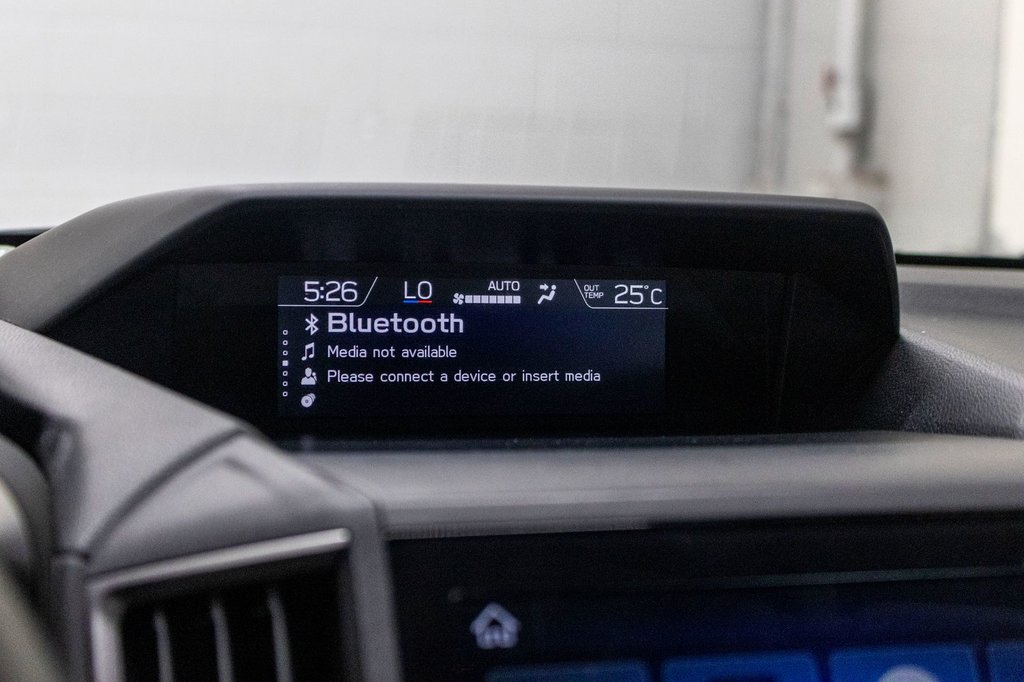 5:26 LO AUTO OUT TEMP 25°C
Bluetooth
Media not available
Please connect a device or insert media